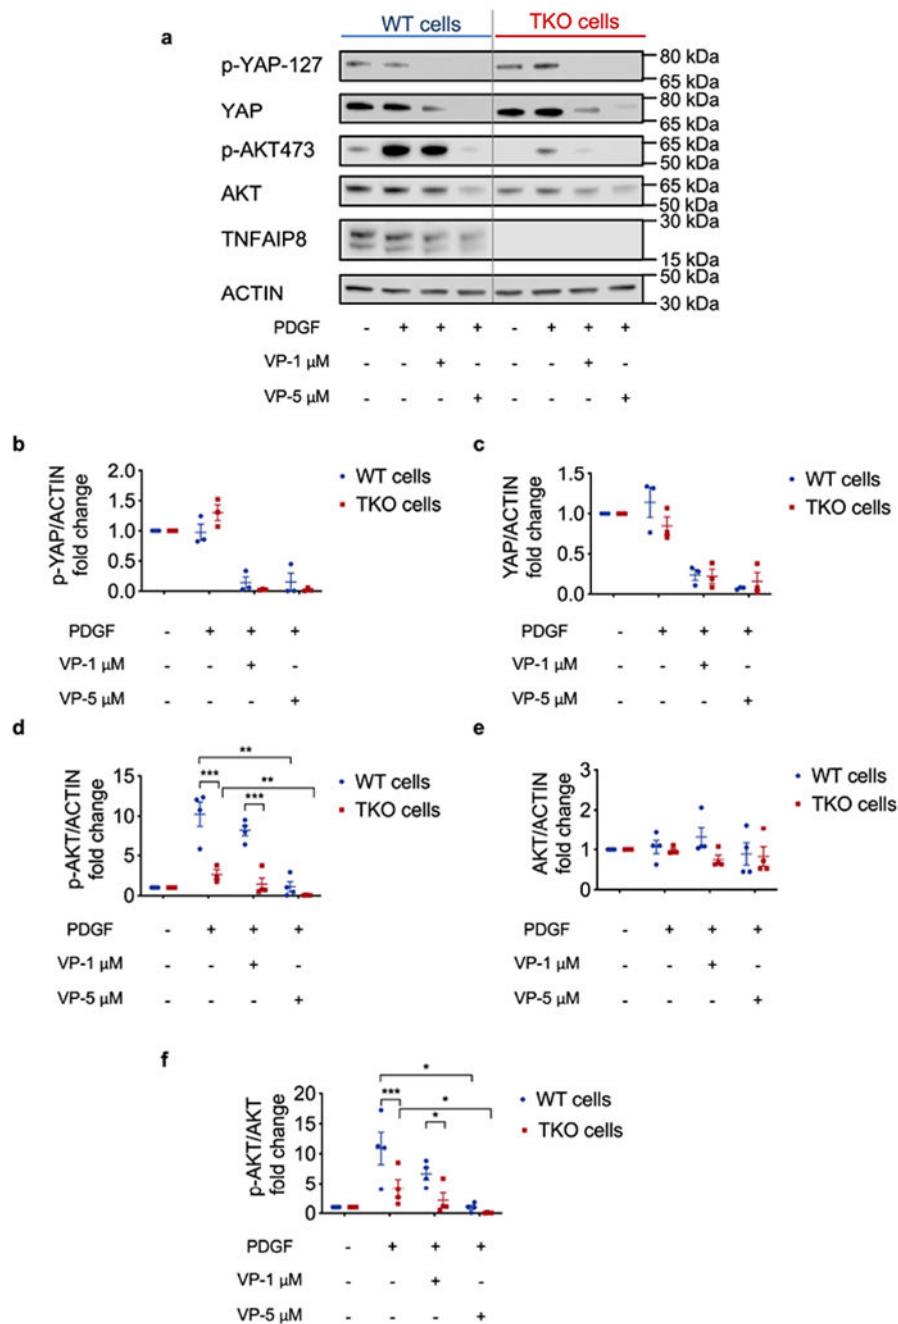 WT cells TKO cells
a
p-YAP-127 80 kDa
65 kDa
YAP 80 kDa
65 kDa
p-AKT473 65 kDa
50 kDa
AKT 65 kDa
50 kDa
TNFAIP8 30 kDa
15 kDa
ACTIN 50 kDa
30 kDa
PDGF - + + + - + + +
VP-1 μM - - + - - - + -
VP-5 μM - - - + - - - +
b
p-YAP/ACTIN
fold change
2.0
1.5
1.0
0.5
0.0
WT cells
TKO cells
PDGF - + + +
VP-1 μM - - + -
VP-5 μM - - - +
c
YAP/ACTIN
fold change
1.5
1.0
0.5
0.0
WT cells
TKO cells
PDGF - + + +
VP-1 μM - - + -
VP-5 μM - - - +
d
p-AKT/ACTIN
fold change
15
10
5
0
**
***
**
***
WT cells
TKO cells
PDGF - + + +
VP-1 μM - - + -
VP-5 μM - - - +
e
AKT/ACTIN
fold change
3
2
1
0
WT cells
TKO cells
PDGF - + + +
VP-1 μM - - + -
VP-5 μM - - - +
f
p-AKT/AKT
fold change
20
15
10
5
0
*
***
*
*
WT cells
TKO cells
PDGF - + + +
VP-1 μM - - + -
VP-5 μM - - - +